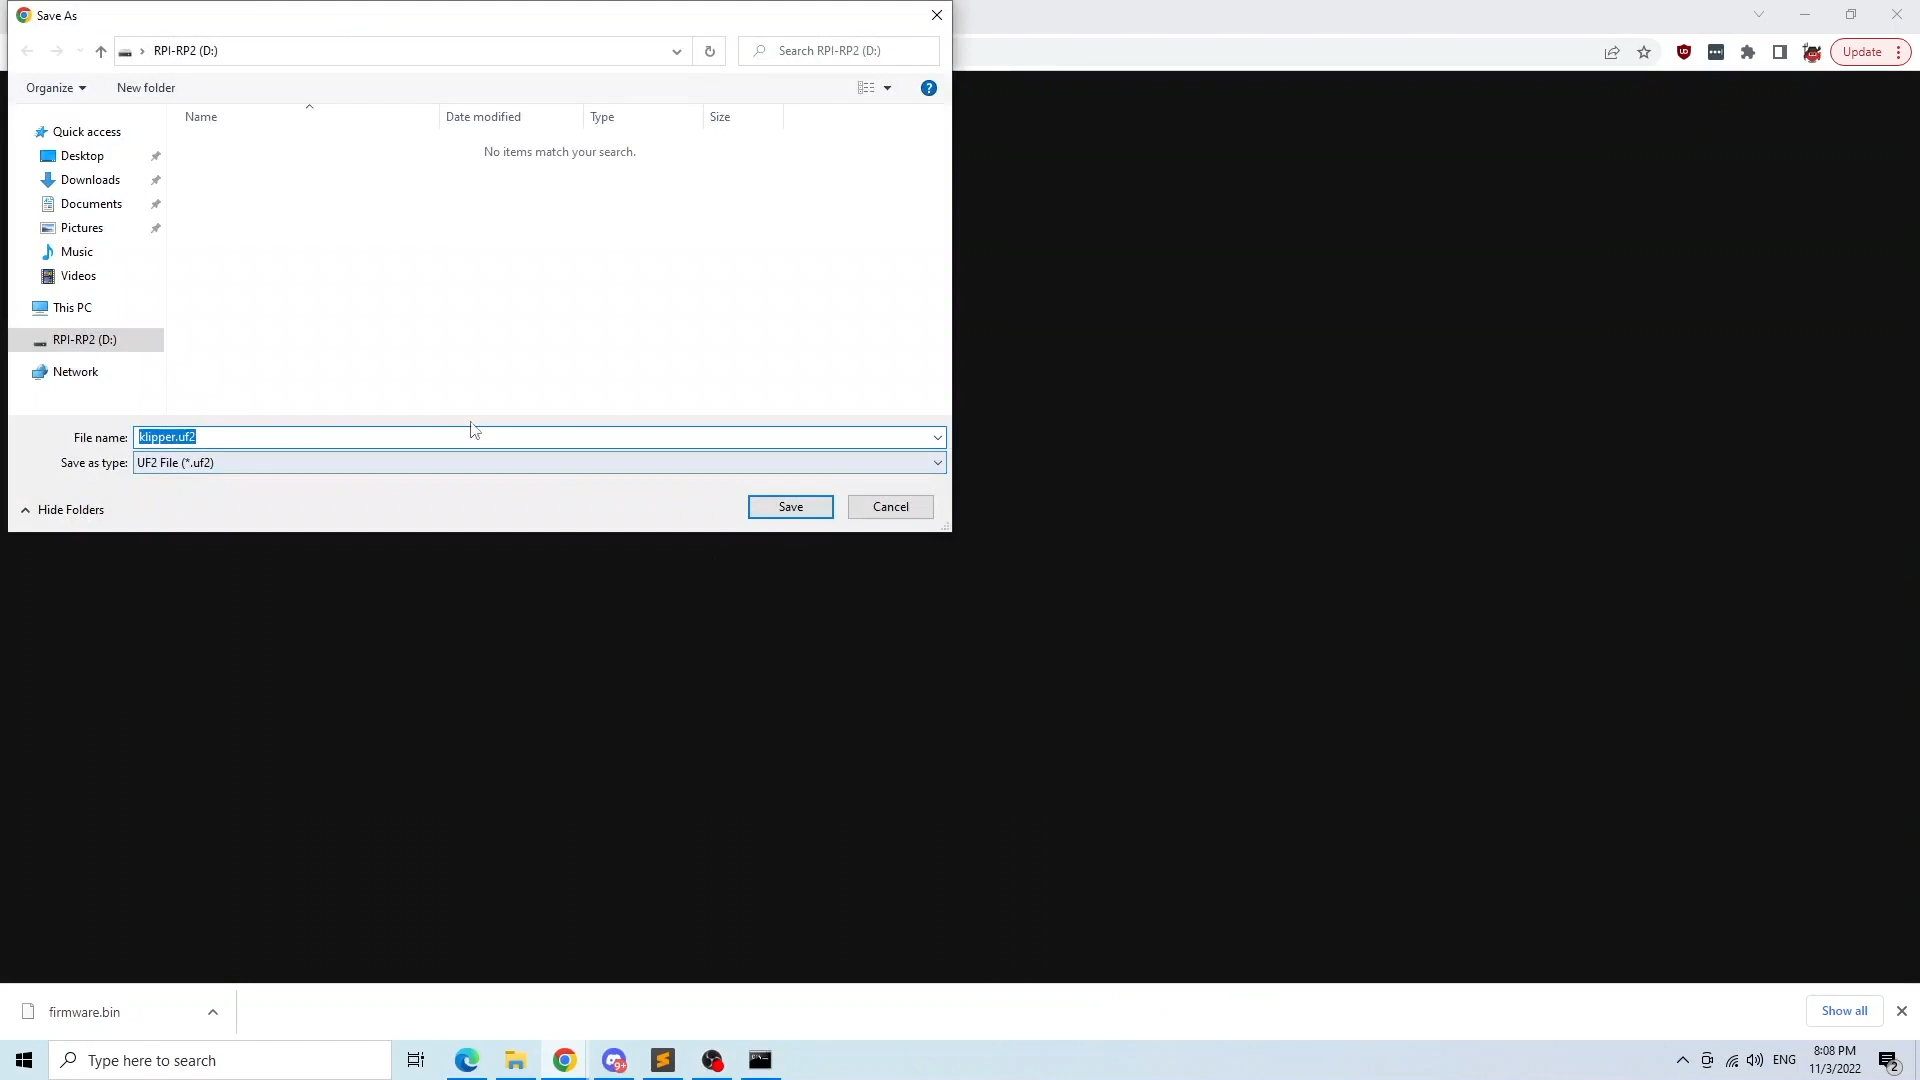 Save As
RPI-RP2 (D:)
Search RPI-RP2 (D:)
Update
Organize
New folder
Name
Date modified
Type
Size
No items match your search.
Quick access
Desktop
Downloads
Documents
Pictures
Music
Videos
This PC
RPI-RP2 (D:)
Network
File name: klipper.uf2
Save as type: UF2 File (*.uf2)
Hide Folders
Save
Cancel
firmware.bin
Show all
Type here to search
9+
ENG
8:08 PM
11/3/2022
2